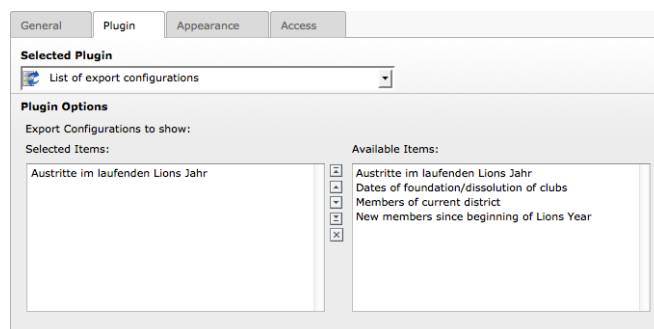 General Plugin Appearance Access
Selected Plugin
List of export configurations
Plugin Options
Export Configurations to show:
Selected Items:
Austritte im laufenden Lions Jahr
Available Items:
Austritte im laufenden Lions Jahr
Dates of foundation/dissolution of clubs
Members of current district
New members since beginning of Lions Year